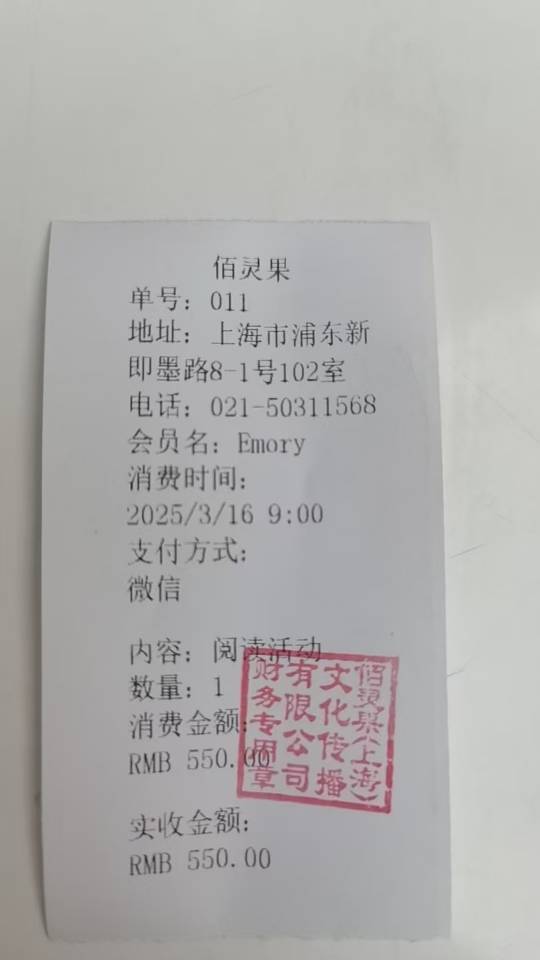 佰灵果
单号：011
地址：上海市浦东新
即墨路8-1号102室
电话：021-50311568
会员名：Emory
消费时间：
2025/3/16 9:00
支付方式：
微信
内容：阅读活动
数量：1
消费金额：
RMB 550.00
实收金额：
RMB 550.00
佰灵果(上海)
文化传播
有限公司
财务专用章